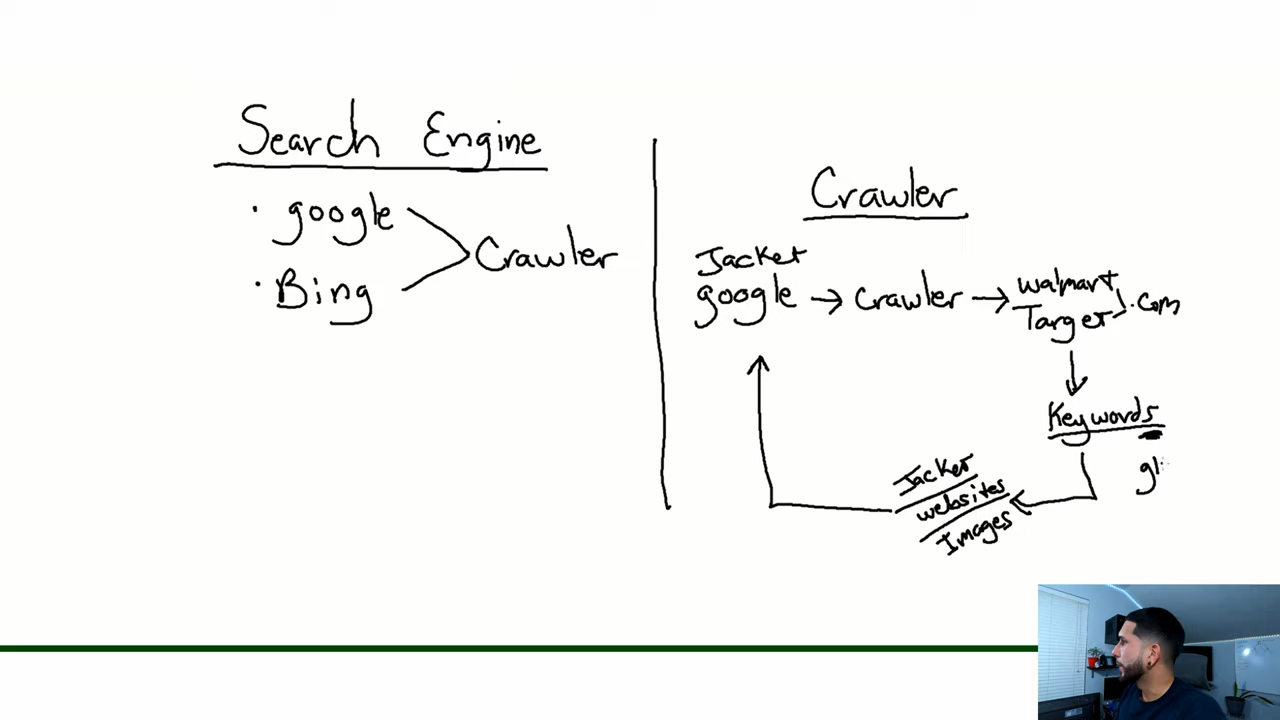 Search Engine
· google
· Bing
Crawler
Crawler
Jacket
google → Crawler → walmart
Target
.com
Keywords
Jacket
websites
Images